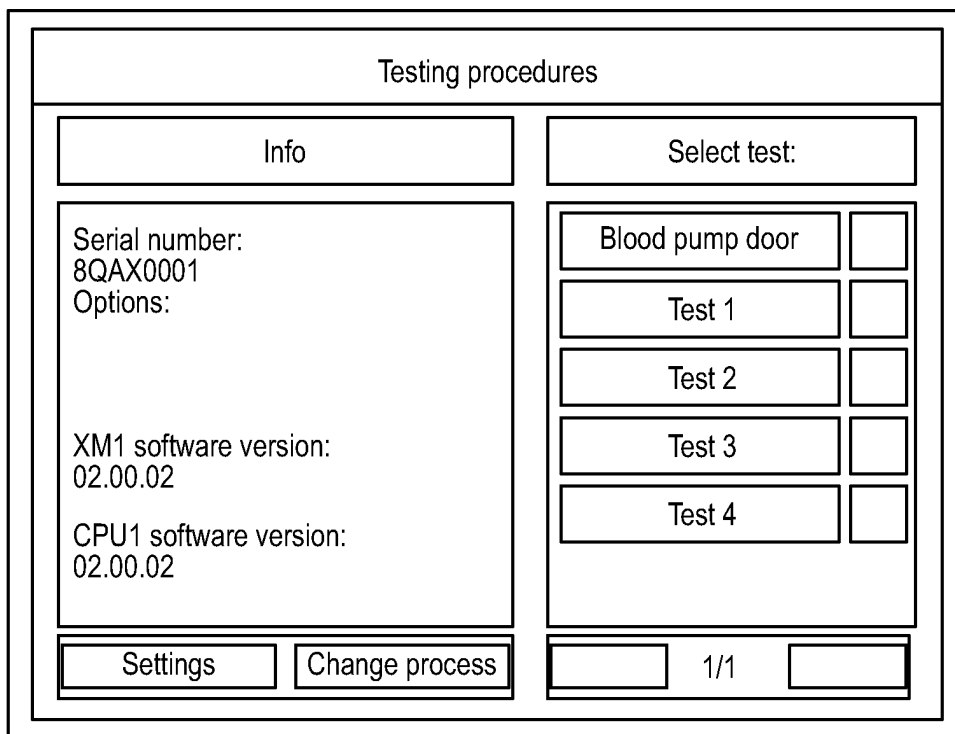 Testing procedures
Info
Serial number:
8QAX0001
Options:
XM1 software version:
02.00.02
CPU1 software version:
02.00.02
Settings
Change process
Select test:
Blood pump door
Test 1
Test 2
Test 3
Test 4
1/1